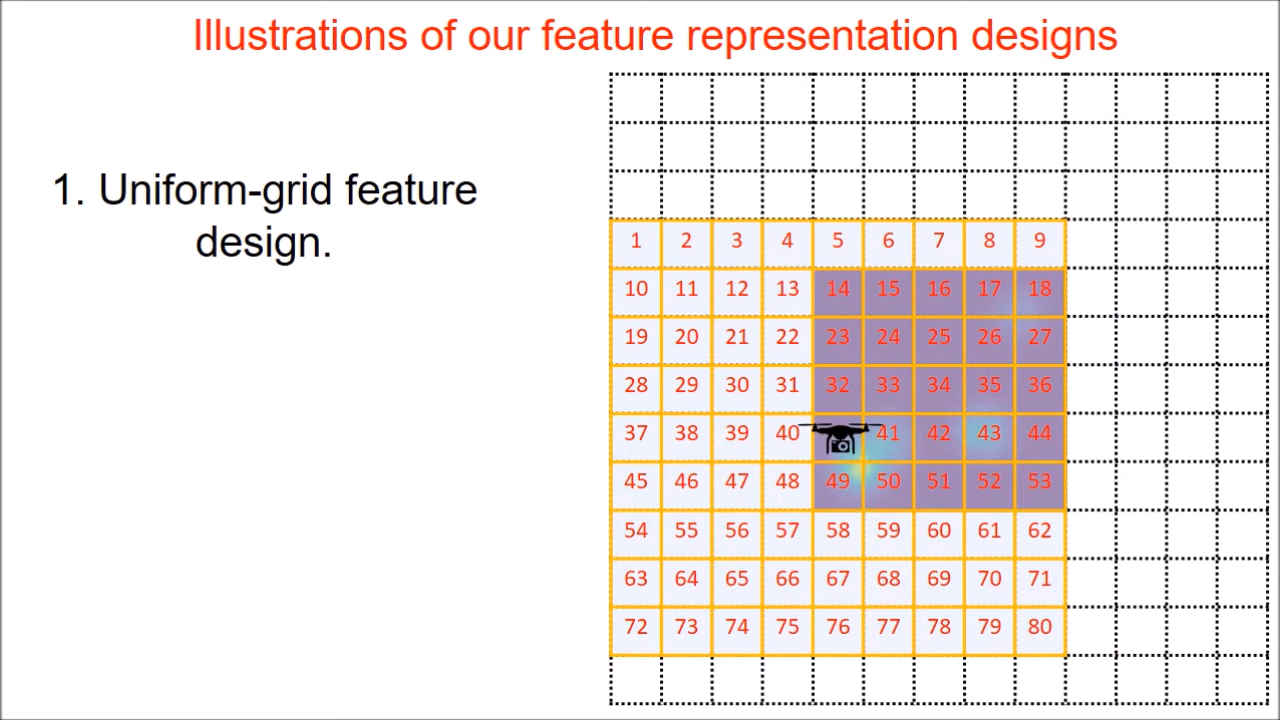 Illustrations of our feature representation designs
1. Uniform-grid feature
design.
1 2 3 4 5 6 7 8 9
10 11 12 13 14 15 16 17 18
19 20 21 22 23 24 25 26 27
28 29 30 31 32 33 34 35 36
37 38 39 40 41 42 43 44
45 46 47 48 49 50 51 52 53
54 55 56 57 58 59 60 61 62
63 64 65 66 67 68 69 70 71
72 73 74 75 76 77 78 79 80